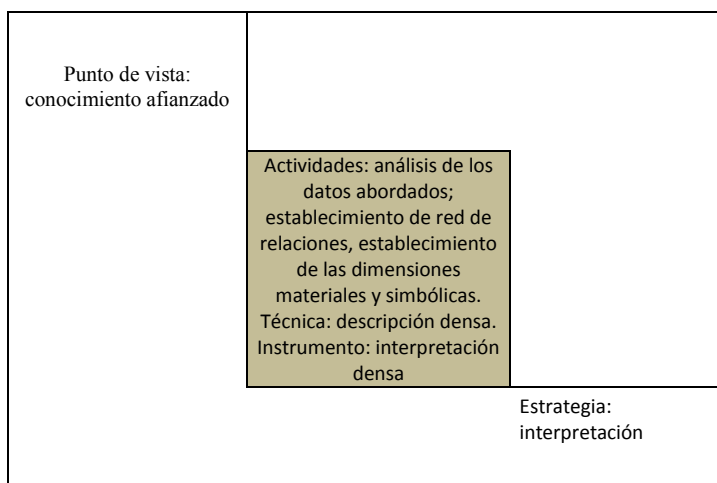 Punto de vista:
conocimiento afianzado
Actividades: análisis de los
datos abordados;
establecimiento de red de
relaciones, establecimiento
de las dimensiones
materiales y simbólicas.
Técnica: descripción densa.
Instrumento: interpretación
densa
Estrategia:
interpretación